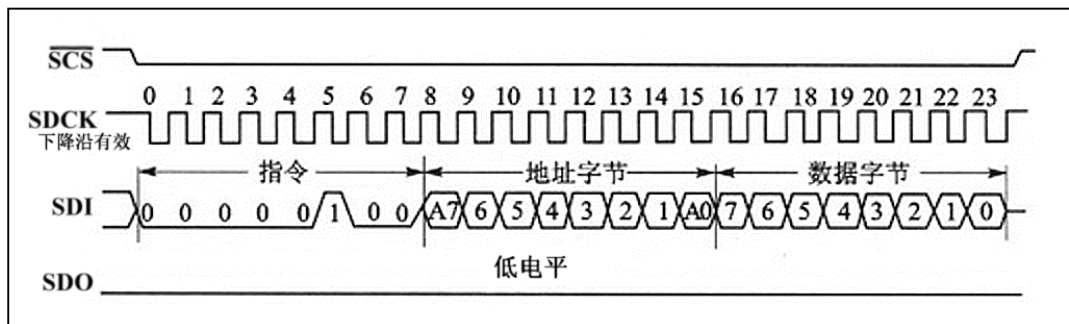 SCS
0 1 2 3 4 5 6 7 8 9 10 11 12 13 14 15 16 17 18 19 20 21 22 23
SDCK
下降沿有效
指令 地址字节 数据字节
SDI 0 0 0 0 0 1 0 0 A7 6 5 4 3 2 1 A0 7 6 5 4 3 2 1 0
低电平
SDO